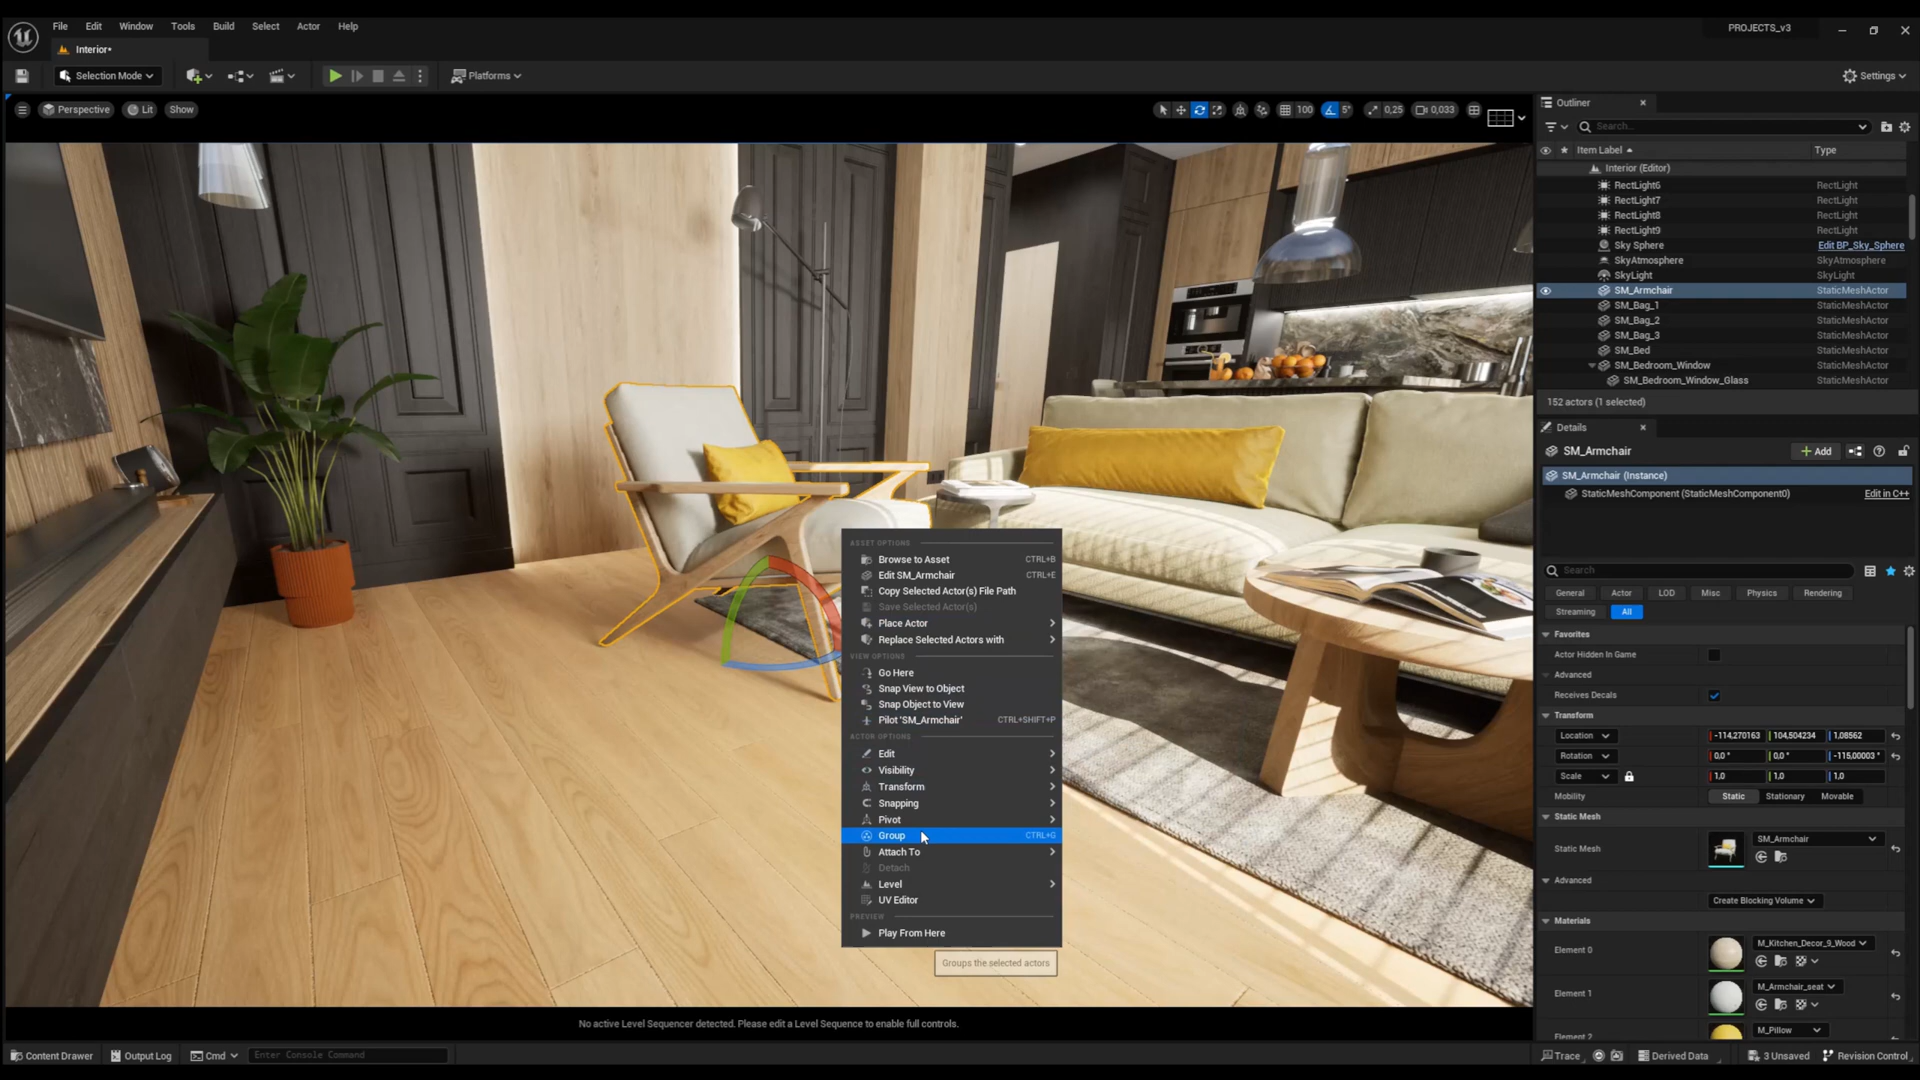 File Edit Window Tools Build Select Actor Help
PROJECTS_v3
Interior*
Selection Mode
Platforms
Settings
Perspective Lit Show
100 5° 0,25 0,033
Outliner
Search...
Item Label Type
Interior (Editor)
RectLight6 RectLight
RectLight7 RectLight
RectLight8 RectLight
RectLight9 RectLight
Sky Sphere Edit BP_Sky_Sphere
SkyAtmosphere SkyAtmosphere
SkyLight SkyLight
SM_Armchair StaticMeshActor
SM_Bag_1 StaticMeshActor
SM_Bag_2 StaticMeshActor
SM_Bag_3 StaticMeshActor
SM_Bed StaticMeshActor
SM_Bedroom_Window StaticMeshActor
SM_Bedroom_Window_Glass StaticMeshActor
152 actors (1 selected)
Details
SM_Armchair
Add
SM_Armchair (Instance)
StaticMeshComponent (StaticMeshComponent0) Edit in C++
Search
General Actor LOD Misc Physics Rendering
Streaming All
Favorites
Actor Hidden In Game
Advanced
Receives Decals
Transform
Location -114,270163 104,504234 1,08562
Rotation 0,0 ° 0,0 ° -115,00003 °
Scale 1,0 1,0 1,0
Mobility Static Stationary Movable
Static Mesh
SM_Armchair
Static Mesh
Advanced
Create Blocking Volume
Materials
Element 0 M_Kitchen_Decor_9_Wood
Element 1 M_Armchair_seat
Element 2 M_Pillow
ASSET OPTIONS
Browse to Asset CTRL+B
Edit SM_Armchair CTRL+E
Copy Selected Actor(s) File Path
Save Selected Actor(s)
Place Actor
Replace Selected Actors with
VIEW OPTIONS
Go Here
Snap View to Object
Snap Object to View
Pilot 'SM_Armchair' CTRL+SHIFT+P
ACTOR OPTIONS
Edit
Visibility
Transform
Snapping
Pivot
Group CTRL+G
Attach To
Detach
Level
UV Editor
PREVIEW
Play From Here
Groups the selected actors
No active Level Sequencer detected. Please edit a Level Sequence to enable full controls.
Content Drawer Output Log Cmd Enter Console Command
Trace Derived Data 3 Unsaved Revision Control